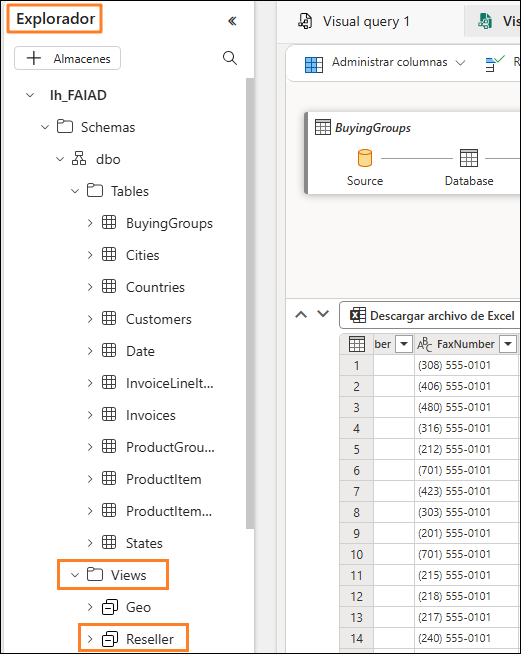 Explorador
Almacenes
lh_FAIAD
Schemas
dbo
Tables
BuyingGroups
Cities
Countries
Customers
Date
InvoiceLineIt...
Invoices
ProductGrou...
ProductItem
ProductItem...
States
Views
Geo
Reseller
Visual query 1
Vis
Administrar columnas
R
BuyingGroups
Source
Database
Descargar archivo de Excel
ber
ABC FaxNumber
1 (308) 555-0101
2 (406) 555-0101
3 (480) 555-0101
4 (316) 555-0101
5 (212) 555-0101
6 (701) 555-0101
7 (423) 555-0101
8 (303) 555-0101
9 (201) 555-0101
10 (701) 555-0101
11 (215) 555-0101
12 (218) 555-0101
13 (217) 555-0101
14 (240) 555-0101